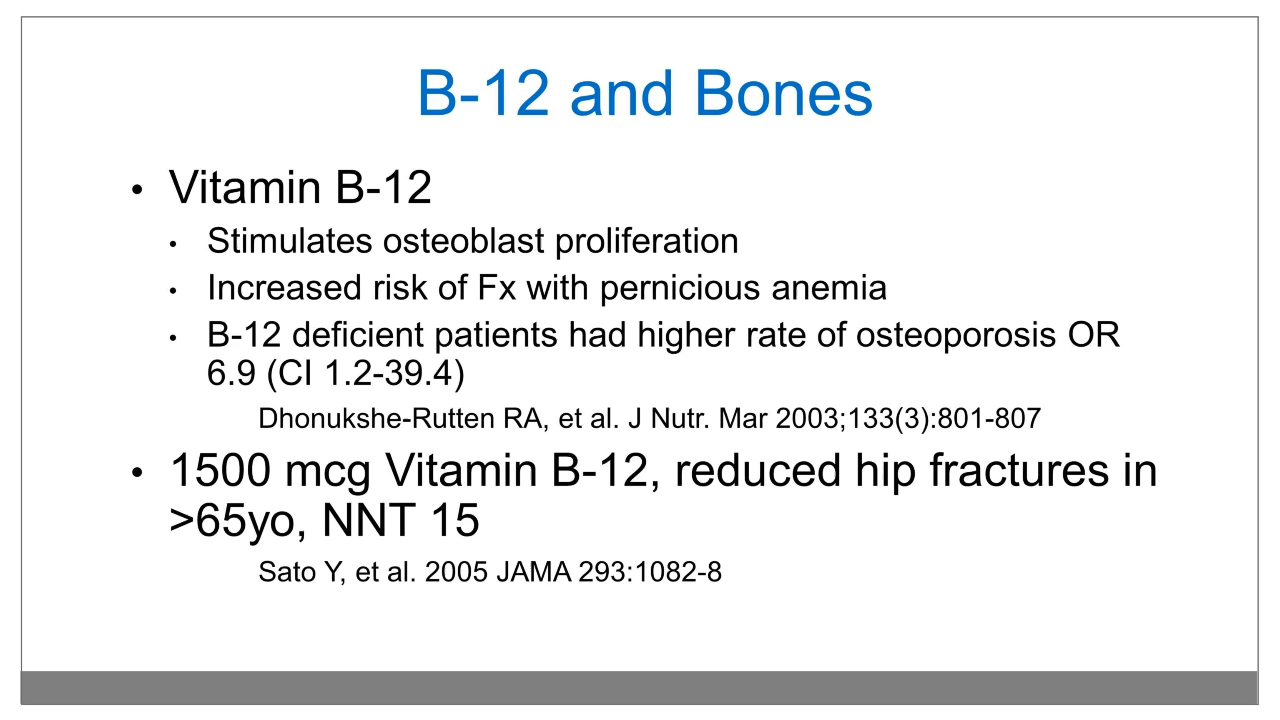 B-12 and Bones
• Vitamin B-12
• Stimulates osteoblast proliferation
• Increased risk of Fx with pernicious anemia
• B-12 deficient patients had higher rate of osteoporosis OR
6.9 (CI 1.2-39.4)
Dhonukshe-Rutten RA, et al. J Nutr. Mar 2003;133(3):801-807
• 1500 mcg Vitamin B-12, reduced hip fractures in
>65yo, NNT 15
Sato Y, et al. 2005 JAMA 293:1082-8